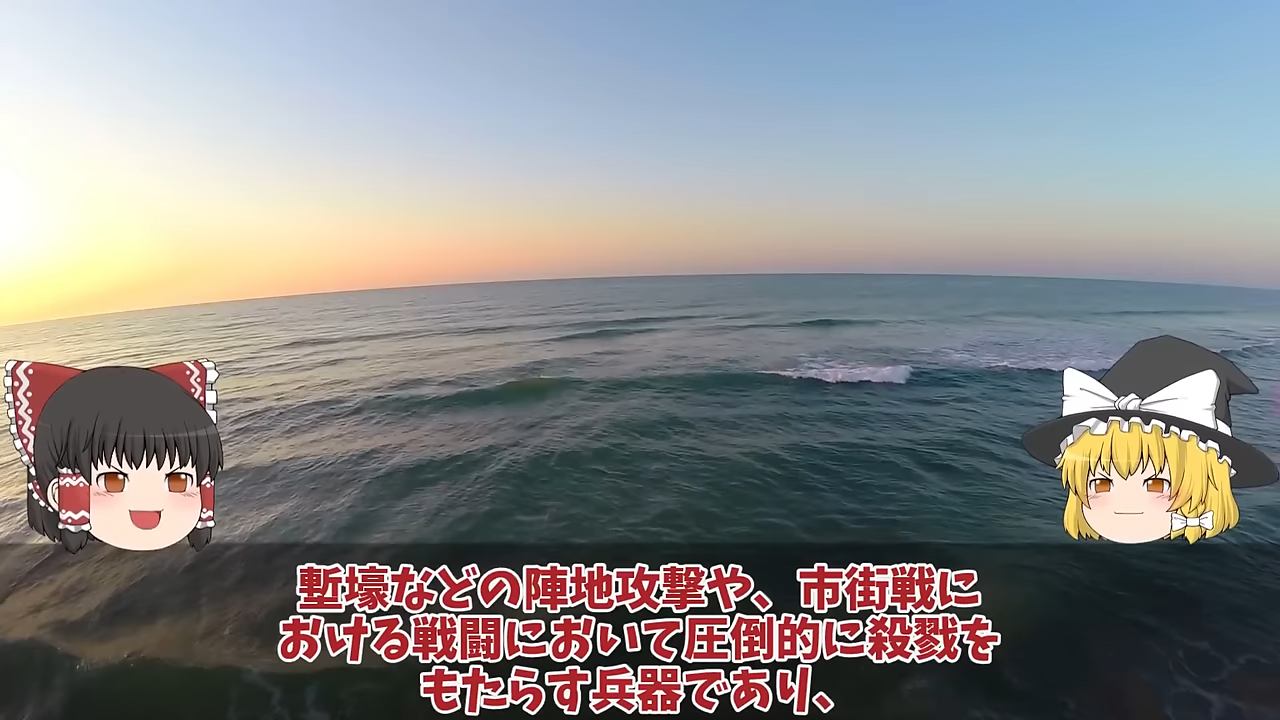 塹壕などの陣地攻撃や、市街戦に
おける戦闘において圧倒的に殺戮を
もたらす兵器であり、